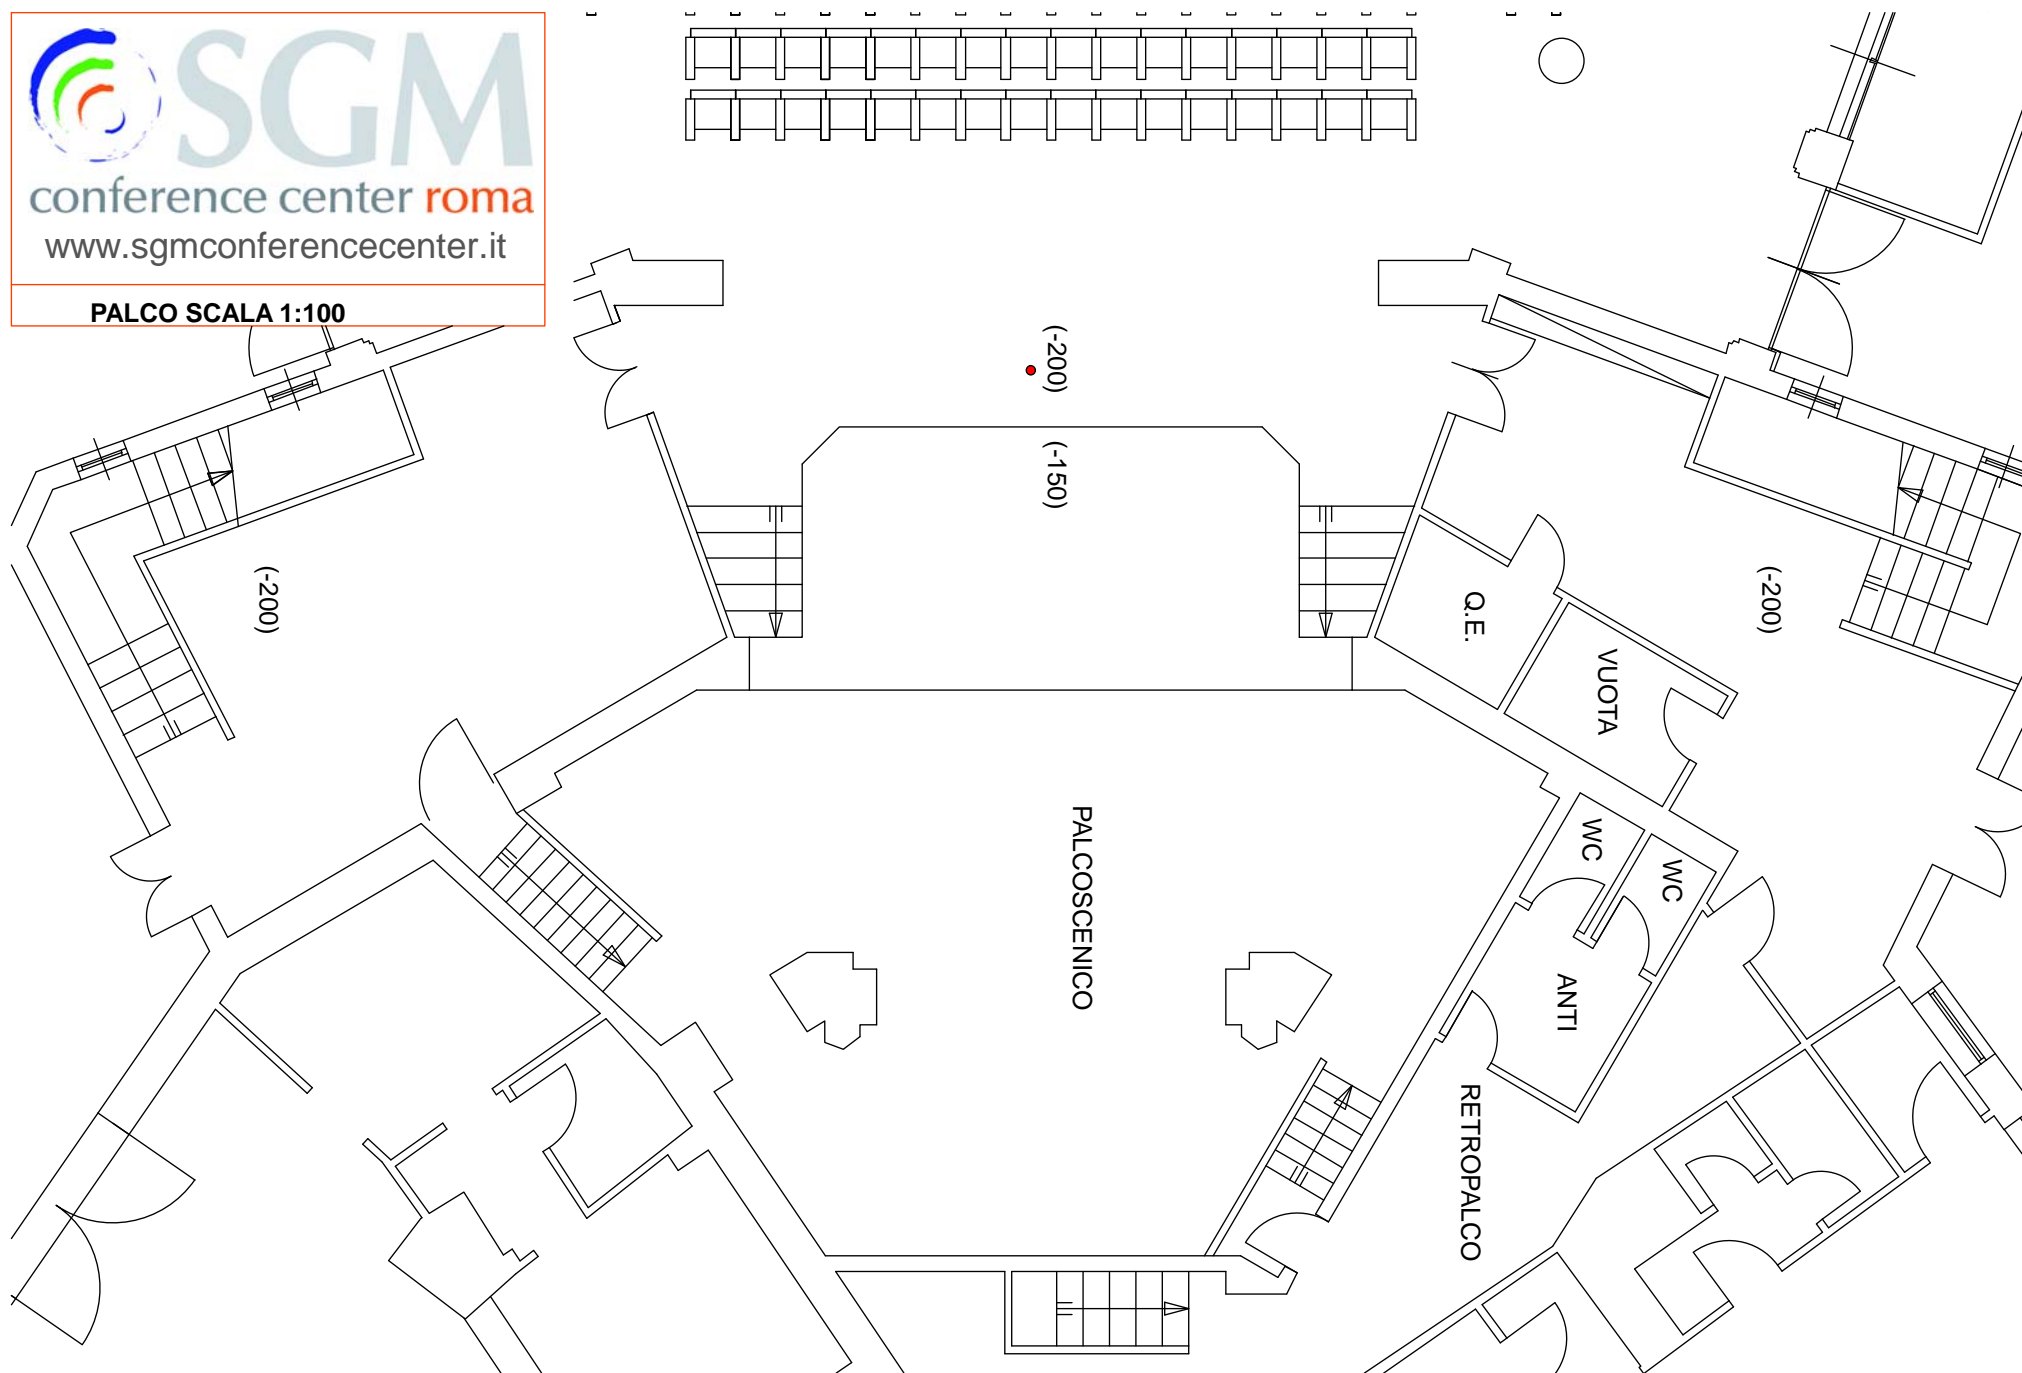 SGM
conference center roma
www.sgmconferencecenter.it
PALCO SCALA 1:100
(-200)
(-150)
(-200)
(-200)
Q.E.
VUOTA
PALCOSCENICO
WC
WC
ANTI
RETROPALCO